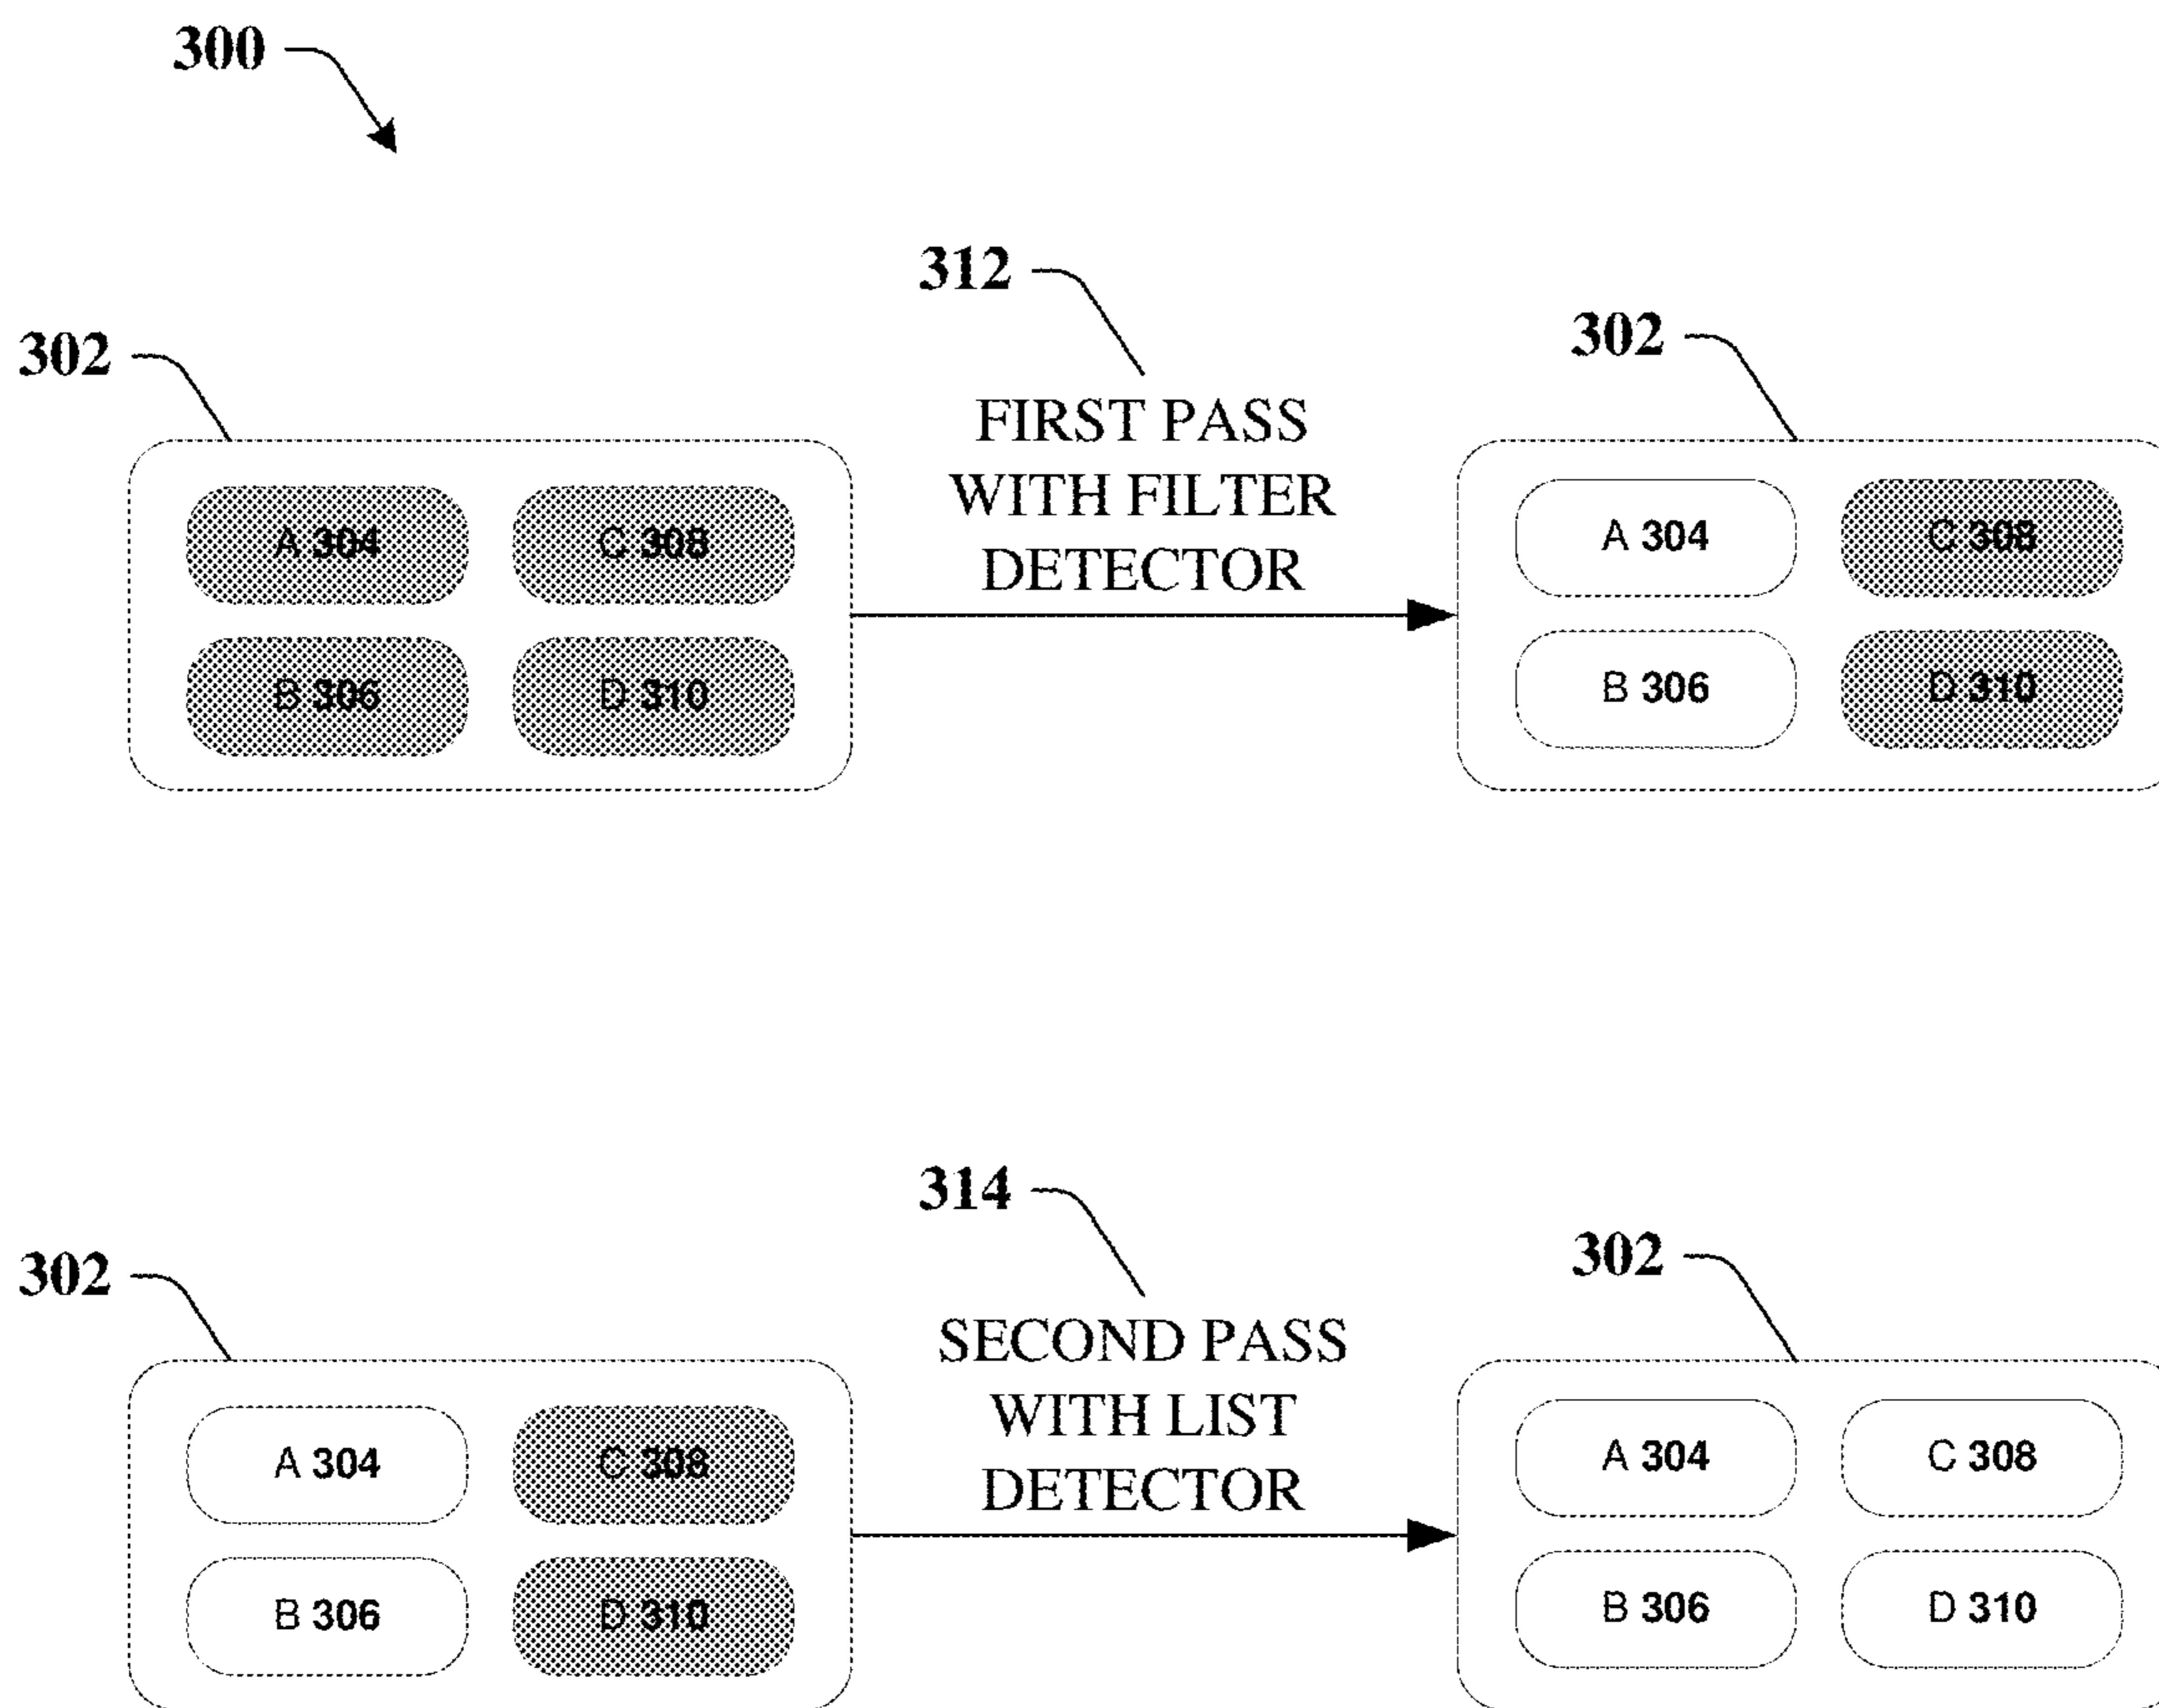 300
312
302
302
FIRST PASS
WITH FILTER
DETECTOR
A 304
C 308
B 306
D 310
A 304
C 308
B 306
D 310
314
302
302
SECOND PASS
WITH LIST
DETECTOR
A 304
C 308
B 306
D 310
A 304
C 308
B 306
D 310